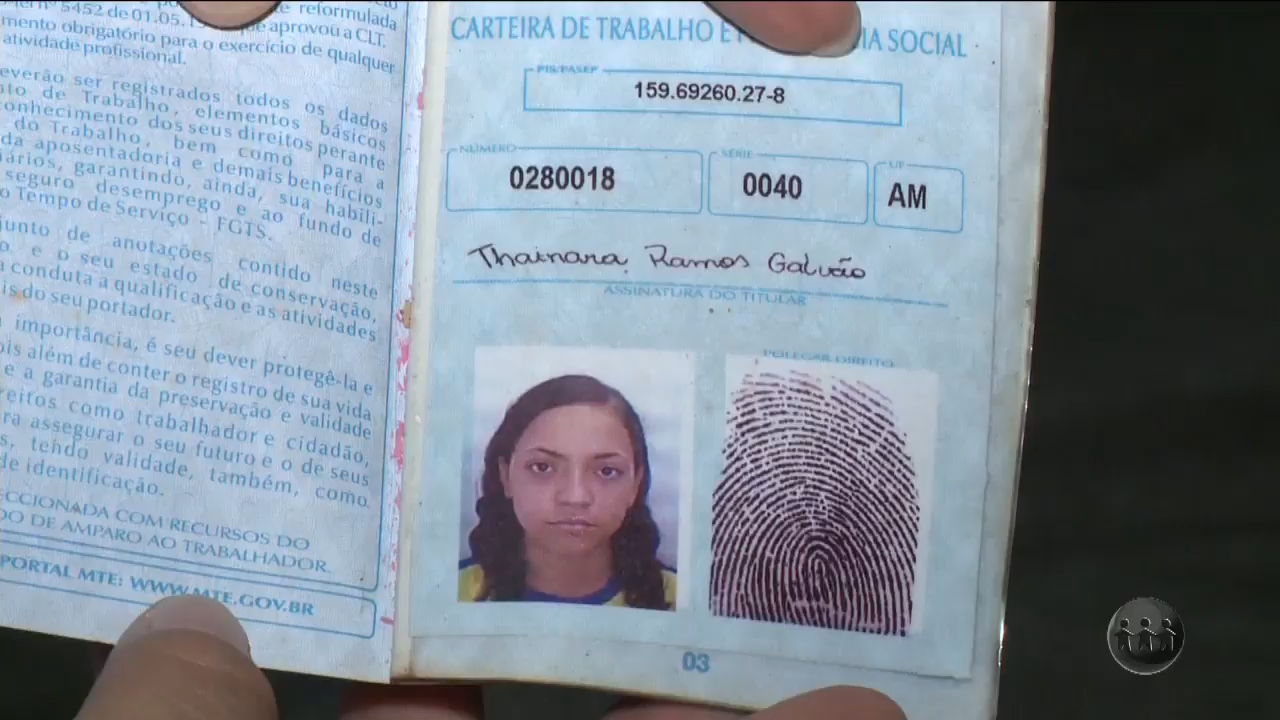 5452 de 01.05.
e reformulada
que aprovou a CLT.
mento obrigatório para o exercício de qualquer
atividade profissional.
everão ser registrados todos os dados
de Trabalho, elementos básicos
conhecimento dos seus direitos perante
do Trabalho, bem como para a
da aposentadoria e demais benefícios
iários, garantindo, ainda, sua habili-
seguro desemprego e ao fundo de
o Tempo de Serviço - FGTS.
junto de anotações contido neste
o, e o seu estado de conservação,
a conduta a qualificação e as atividades
is do seu portador.
importância, é seu dever protegê-la e
ois além de conter o registro de sua vida
e a garantia da preservação e validade
reitos como trabalhador e cidadão,
ra assegurar o seu futuro e o de seus
s, tendo validade, também, como
de identificação.
ECCIONADA COM RECURSOS DO
DO DE AMPARO AO TRABALHADOR.
PORTAL MTE: WWW.MTE.GOV.BR
CARTEIRA DE TRABALHO E P IA SOCIAL
PIS/PASEP
159.69260.27-8
NÚMERO SÉRIE UF
0280018 0040 AM
Thainara Ramos Galvão
ASSINATURA DO TITULAR
POLEGAR DIREITO
03